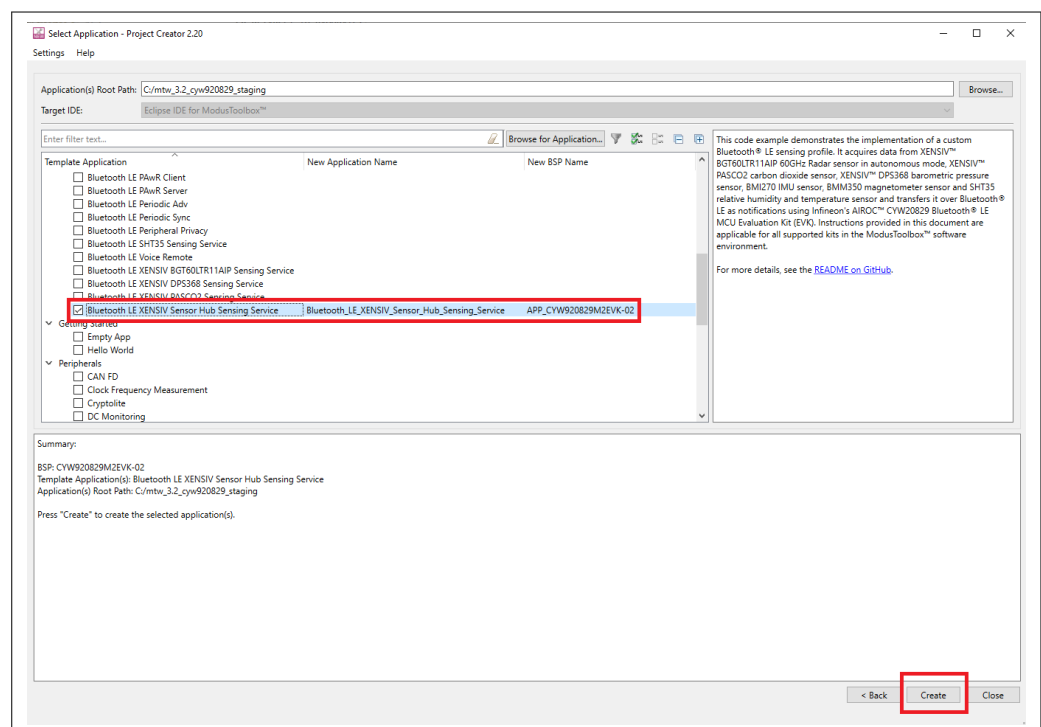 Select Application - Project Creator 2.20
Settings Help
Application(s) Root Path: C:/mtw_3.2_cyw920829_staging Browse...
Target IDE: Eclipse IDE for ModusToolbox™
Enter filter text... Browse for Application...
Template Application New Application Name New BSP Name
Bluetooth LE PAwR Client
Bluetooth LE PAwR Server
Bluetooth LE Periodic Adv
Bluetooth LE Periodic Sync
Bluetooth LE Peripheral Privacy
Bluetooth LE SHT35 Sensing Service
Bluetooth LE Voice Remote
Bluetooth LE XENSIV BGT60LTR11AIP Sensing Service
Bluetooth LE XENSIV DPS368 Sensing Service
Bluetooth LE XENSIV PASCO2 Sensing Service
Bluetooth LE XENSIV Sensor Hub Sensing Service Bluetooth_LE_XENSIV_Sensor_Hub_Sensing_Service APP_CYW920829M2EVK-02
Getting Started
Empty App
Hello World
Peripherals
CAN FD
Clock Frequency Measurement
Cryptolite
DC Monitoring
This code example demonstrates the implementation of a custom
Bluetooth® LE sensing profile. It acquires data from XENSIV™
BGT60LTR11AIP 60GHz Radar sensor in autonomous mode, XENSIV™
PASCO2 carbon dioxide sensor, XENSIV™ DPS368 barometric pressure
sensor, BMI270 IMU sensor, BMM350 magnetometer sensor and SHT35
relative humidity and temperature sensor and transfers it over Bluetooth®
LE as notifications using Infineon's AIROC™ CYW20829 Bluetooth® LE
MCU Evaluation Kit (EVK). Instructions provided in this document are
applicable for all supported kits in the ModusToolbox™ software
environment.
For more details, see the README on GitHub.
Summary:
BSP: CYW920829M2EVK-02
Template Application(s): Bluetooth LE XENSIV Sensor Hub Sensing Service
Application(s) Root Path: C:/mtw_3.2_cyw920829_staging
Press "Create" to create the selected application(s).
< Back Create Close